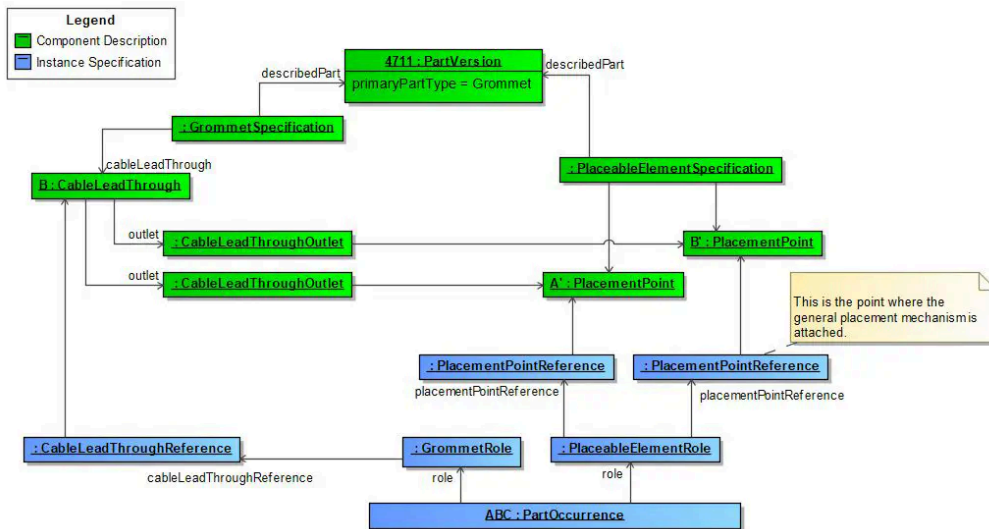 Legend
Component Description
Instance Specification
4711 : PartVersion
primaryPartType = Grommet
describedPart
describedPart
: GrommetSpecification
cableLeadThrough
: PlaceableElementSpecification
B : CableLeadThrough
outlet
: CableLeadThroughOutlet
B' : PlacementPoint
outlet
: CableLeadThroughOutlet
A' : PlacementPoint
This is the point where the
general placement mechanism is
attached.
: PlacementPointReference
: PlacementPointReference
placementPointReference
placementPointReference
: CableLeadThroughReference
: GrommetRole
: PlaceableElementRole
cableLeadThroughReference
role
role
ABC : PartOccurrence